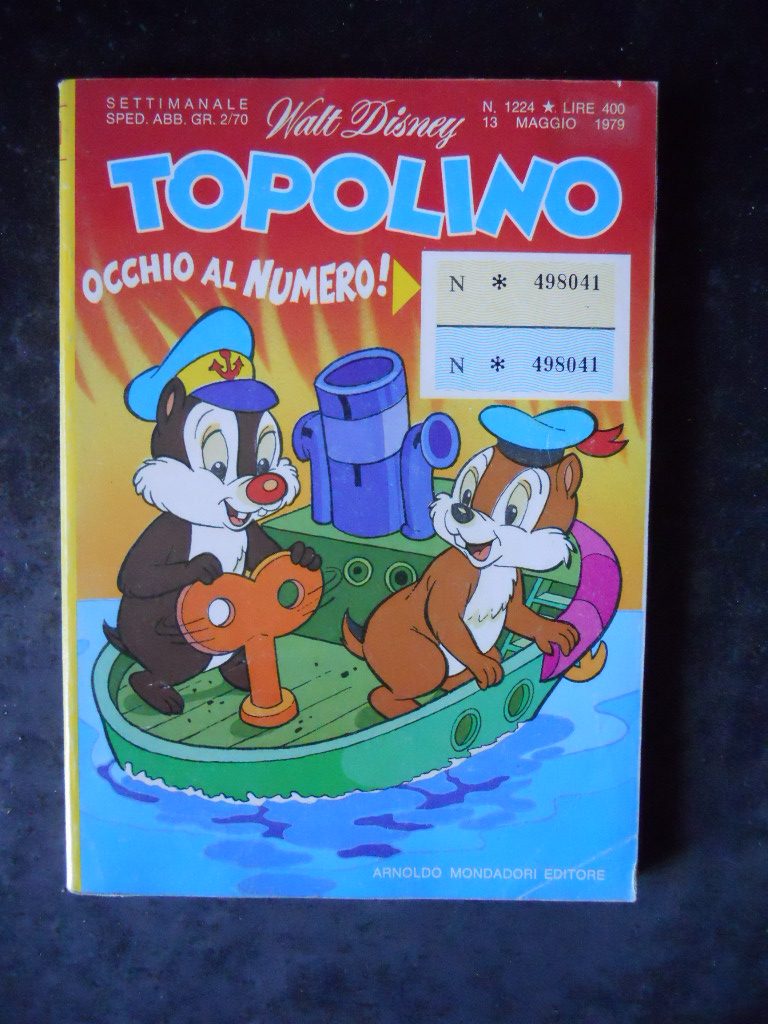 SETTIMANALE
SPED. ABB. GR. 2/70
Walt Disney
N. 1224 ★ LIRE 400
13 MAGGIO 1979
TOPOLINO
OCCHIO AL NUMERO!
N * 498041
N * 498041
ARNOLDO MONDADORI EDITORE